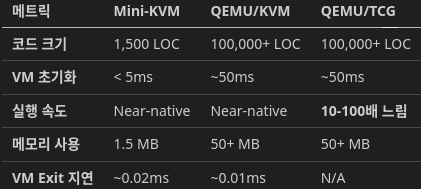 메트릭 Mini-KVM QEMU/KVM QEMU/TCG
코드 크기 1,500 LOC 100,000+ LOC 100,000+ LOC
VM 초기화 < 5ms ~50ms ~50ms
실행 속도 Near-native Near-native 10-100배 느림
메모리 사용 1.5 MB 50+ MB 50+ MB
VM Exit 지연 ~0.02ms ~0.01ms N/A